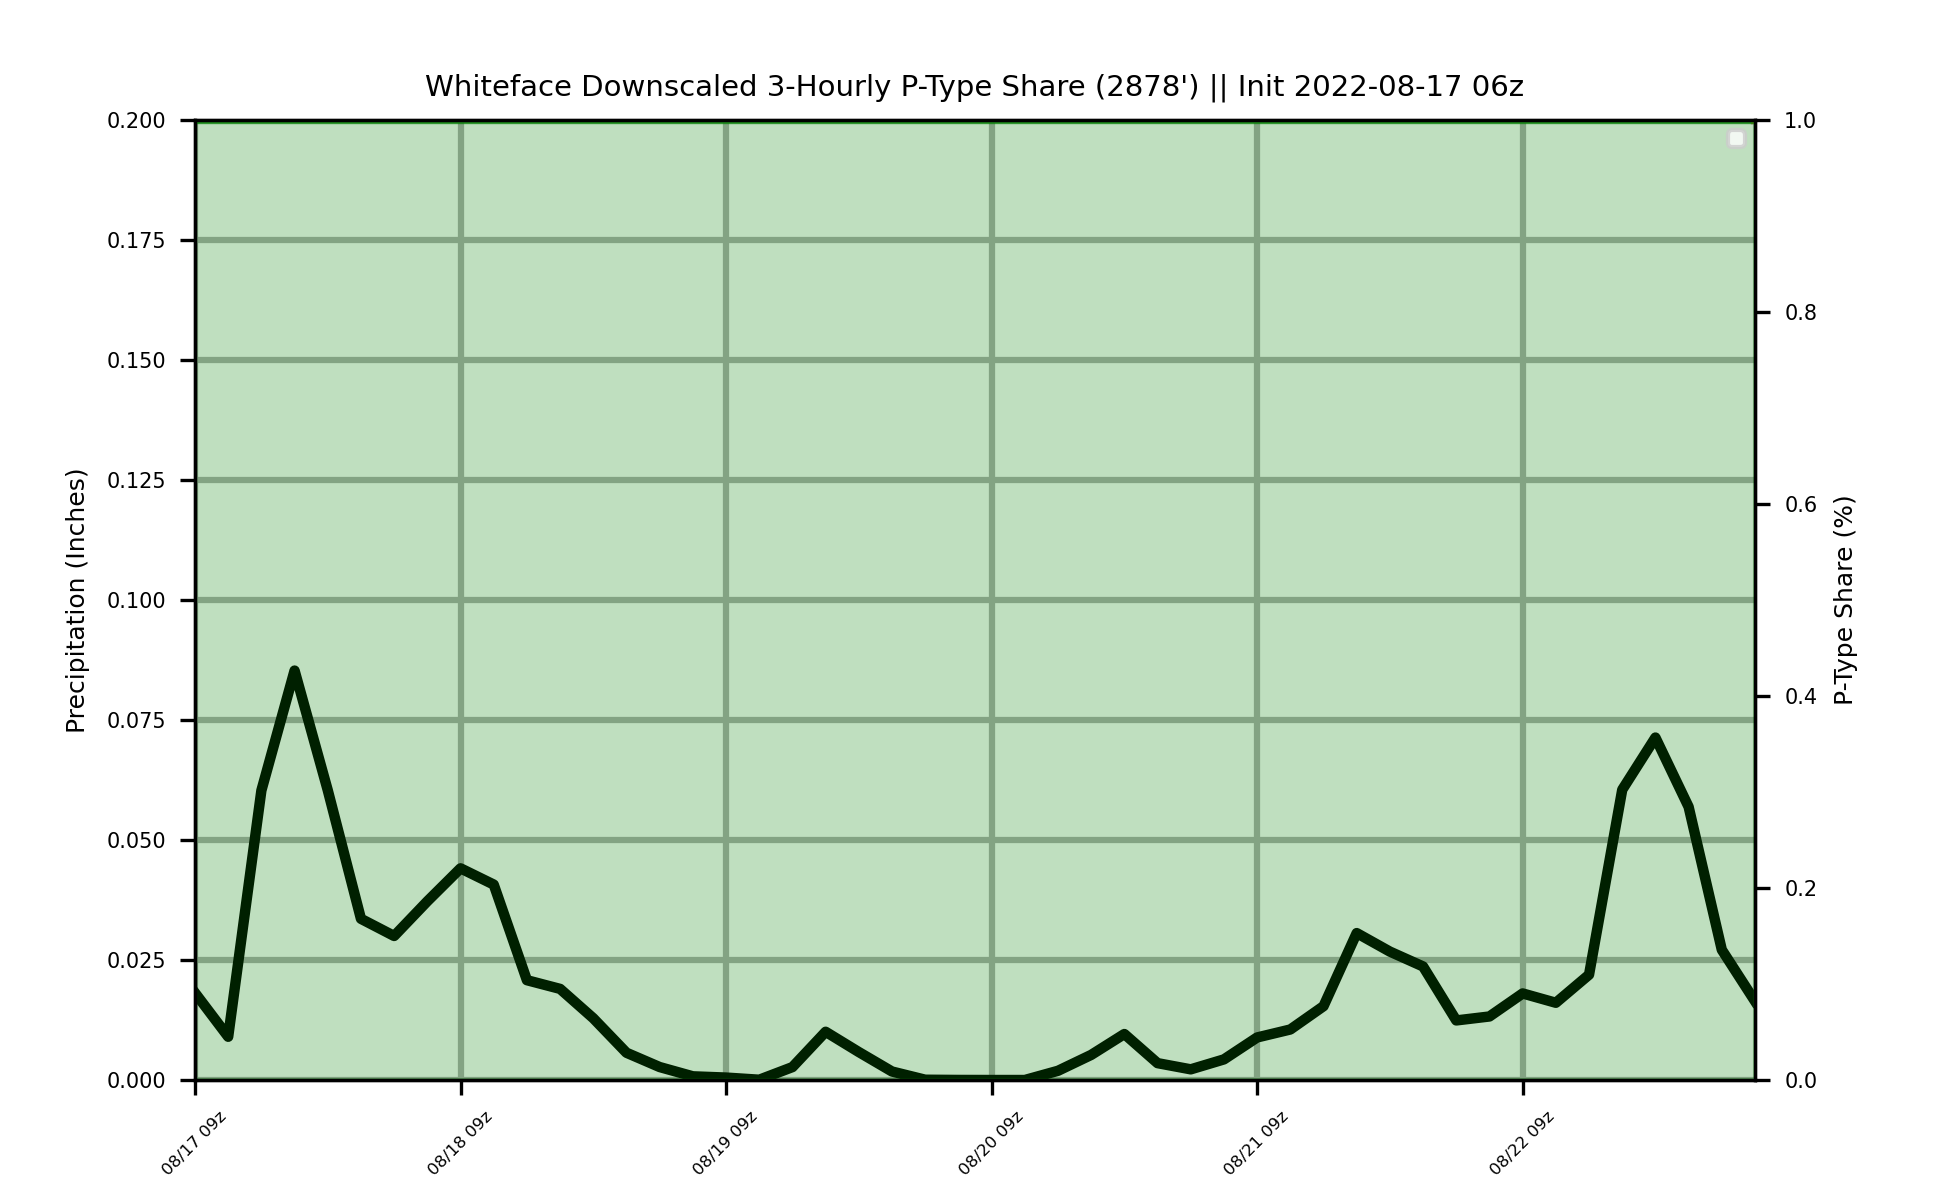 Whiteface Downscaled 3-Hourly P-Type Share (2878') || Init 2022-08-17 06z
0.200
0.175
0.150
0.125
0.100
0.075
0.050
0.025
0.000
Precipitation (Inches)
1.0
0.8
0.6
0.4
0.2
0.0
P-Type Share (%)
08/17 09z
08/18 09z
08/19 09z
08/20 09z
08/21 09z
08/22 09z